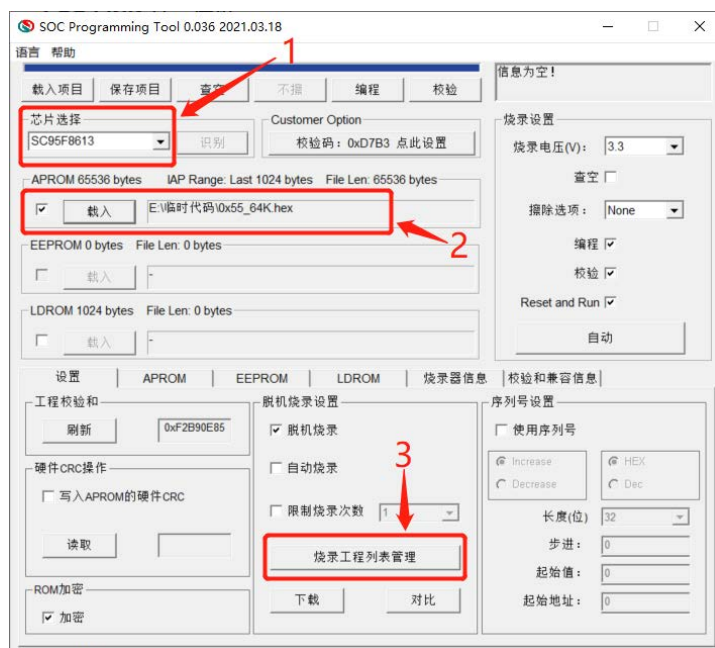 SOC Programming Tool 0.036 2021.03.18
语言 帮助
信息为空!
载入项目 保存项目 查空 不擦 编程 校验
1
芯片选择
SC95F8613 识别
Customer Option
校验码: 0xD7B3 点此设置
烧录设置
烧录电压(V): 3.3
查空
擦除选项: None
编程
校验
Reset and Run
自动
APROM 65536 bytes IAP Range: Last 1024 bytes File Len: 65536 bytes
载入 E:\临时代码\0x55_64K.hex
2
EEPROM 0 bytes File Len: 0 bytes
载入 -
LDROM 1024 bytes File Len: 0 bytes
载入 -
设置 APROM EEPROM LDROM 烧录器信息 校验和兼容信息
工程校验和
刷新 0xF2B90E85
硬件CRC操作
写入APROM的硬件CRC
读取
ROM加密
加密
脱机烧录设置
脱机烧录
自动烧录
3
限制烧录次数 1
烧录工程列表管理
下载 对比
序列号设置
使用序列号
Increase HEX
Decrease Dec
长度(位) 32
步进: 0
起始值: 0
起始地址: 0